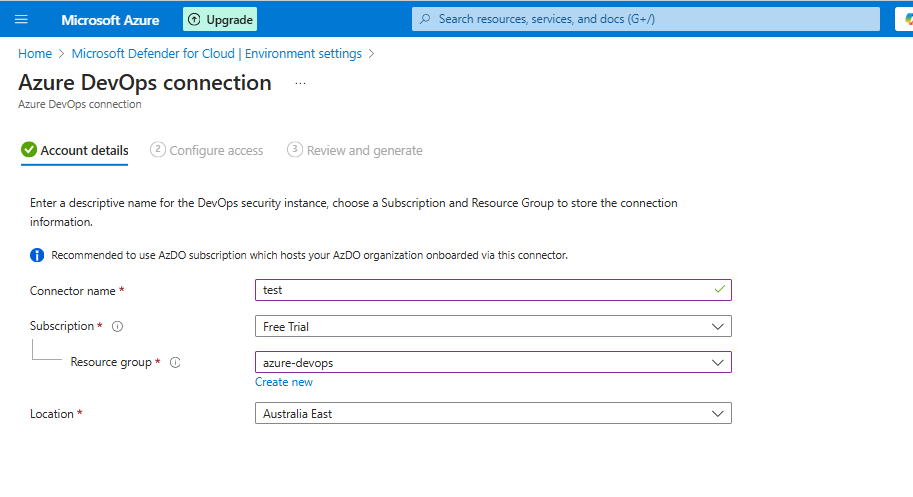 Microsoft Azure
Upgrade
Search resources, services, and docs (G+/)
Home > Microsoft Defender for Cloud | Environment settings >
Azure DevOps connection ...
Azure DevOps connection
Account details
2 Configure access
3 Review and generate
Enter a descriptive name for the DevOps security instance, choose a Subscription and Resource Group to store the connection
information.
Recommended to use AzDO subscription which hosts your AzDO organization onboarded via this connector.
Connector name *
test
Subscription *
Free Trial
Resource group *
azure-devops
Create new
Location *
Australia East